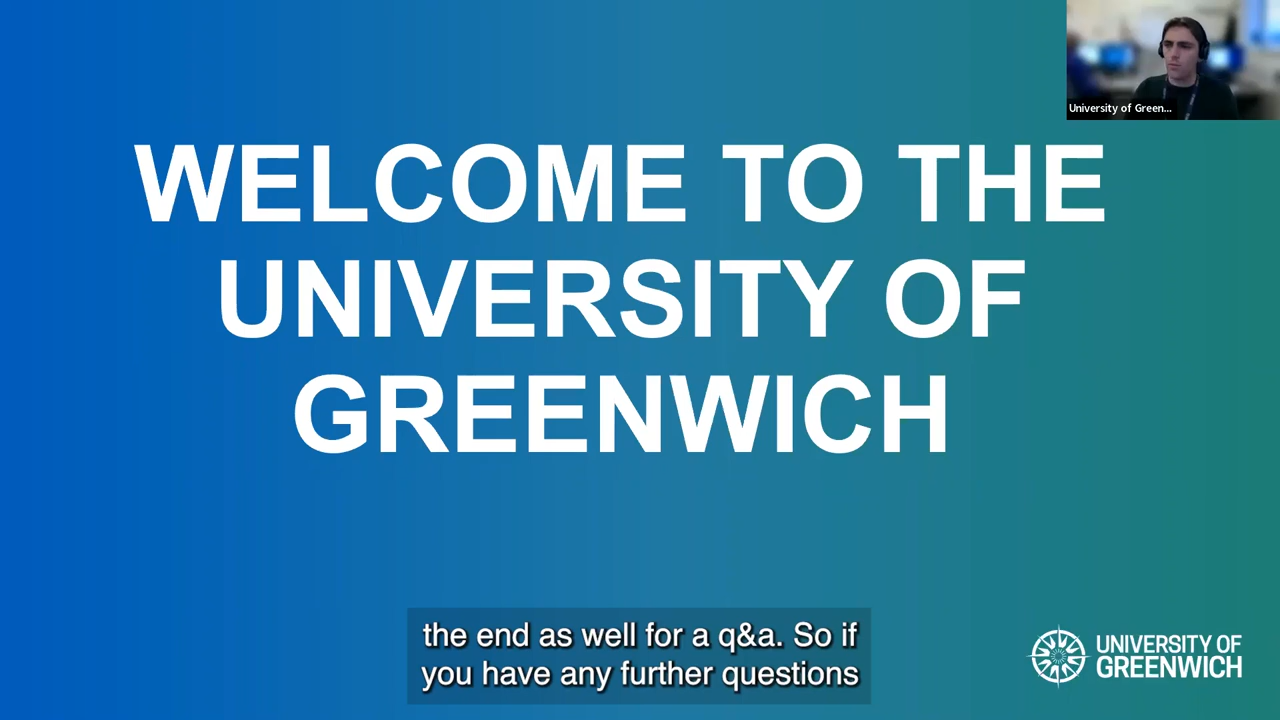 University of Green...
WELCOME TO THE
UNIVERSITY OF
GREENWICH
the end as well for a q&a. So if
you have any further questions
UNIVERSITY OF
GREENWICH